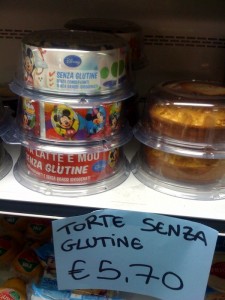 Disney
SENZA GLUTINE
LATTE E MOU
SENZA GLUTINE
TORTE SENZA
GLUTINE
€5,70